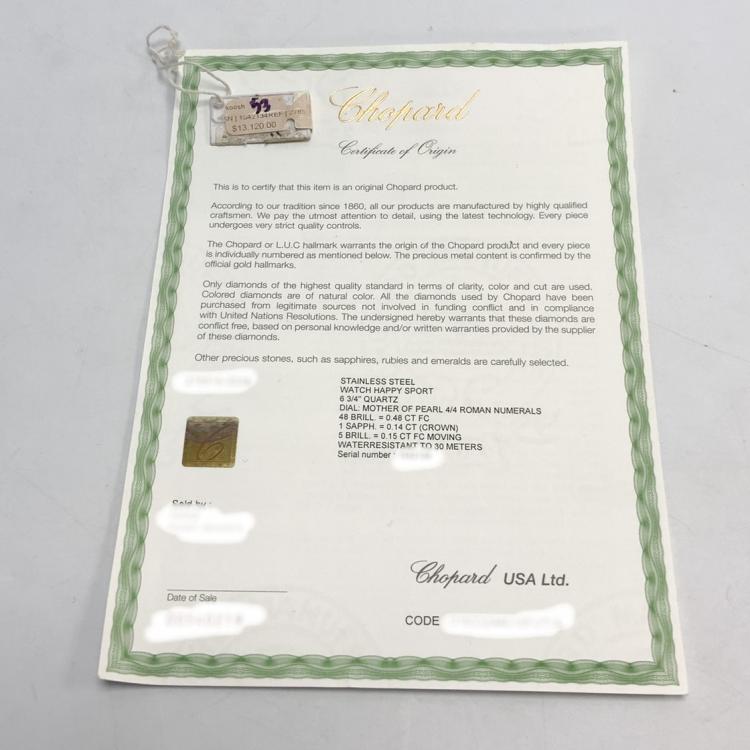 53
$13,120.00
Chopard
Certificate of Origin
This is to certify that this item is an original Chopard product.
According to our tradition since 1860, all our products are manufactured by highly qualified
craftsmen. We pay the utmost attention to detail, using the latest technology. Every piece
undergoes very strict quality controls.
The Chopard or L.U.C hallmark warrants the origin of the Chopard product and every piece
is individually numbered as mentioned below. The precious metal content is confirmed by the
official gold hallmarks.
Only diamonds of the highest quality standard in terms of clarity, color and cut are used.
Colored diamonds are of natural color. All the diamonds used by Chopard have been
purchased from legitimate sources not involved in funding conflict and in compliance
with United Nations Resolutions. The undersigned hereby warrants that these diamonds are
conflict free, based on personal knowledge and/or written warranties provided by the supplier
of these diamonds.
Other precious stones, such as sapphires, rubies and emeralds are carefully selected.
STAINLESS STEEL
WATCH HAPPY SPORT
6 3/4" QUARTZ
DIAL: MOTHER OF PEARL 4/4 ROMAN NUMERALS
48 BRILL. = 0.48 CT FC
1 SAPPH. = 0.14 CT (CROWN)
5 BRILL. = 0.15 CT FC MOVING
WATERRESISTANT TO 30 METERS
Serial number
Sold by
Chopard USA Ltd.
Date of Sale
CODE